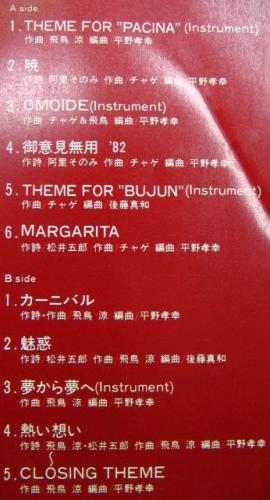 A side
1. THEME FOR "PACINA" (Instrument)
作曲 飛鳥 涼 編曲 平野孝幸
2. 暁
作詩 阿里そのみ 作曲 チャゲ 編曲/平野孝幸
3. OMOIDE (Instrument)
作曲 チャゲ&飛鳥 編曲/平野孝幸
4. 御意見無用 '82
作詩 阿里そのみ 作曲/チャゲ 編曲/平野孝幸
5. THEME FOR "BUJUN" (Instrument)
作曲/チャゲ 編曲/後藤真和
6. MARGARITA
作詩/松井五郎 作曲/チャゲ 編曲/平野孝幸
B side
1. カーニバル
作詩・作曲/飛鳥 涼 編曲/平野孝幸
2. 魅惑
作詩/松井五郎 作曲/飛鳥 涼 編曲/後藤真和
3. 夢から夢へ (Instrument)
作曲/飛鳥 涼 編曲 平野孝幸
4. 熱い想い
作詩 飛鳥 涼・松井五郎 作曲/飛鳥 涼 編曲/平野孝幸
5. CLOSING THEME
作曲/飛鳥 涼 編曲/平野孝幸